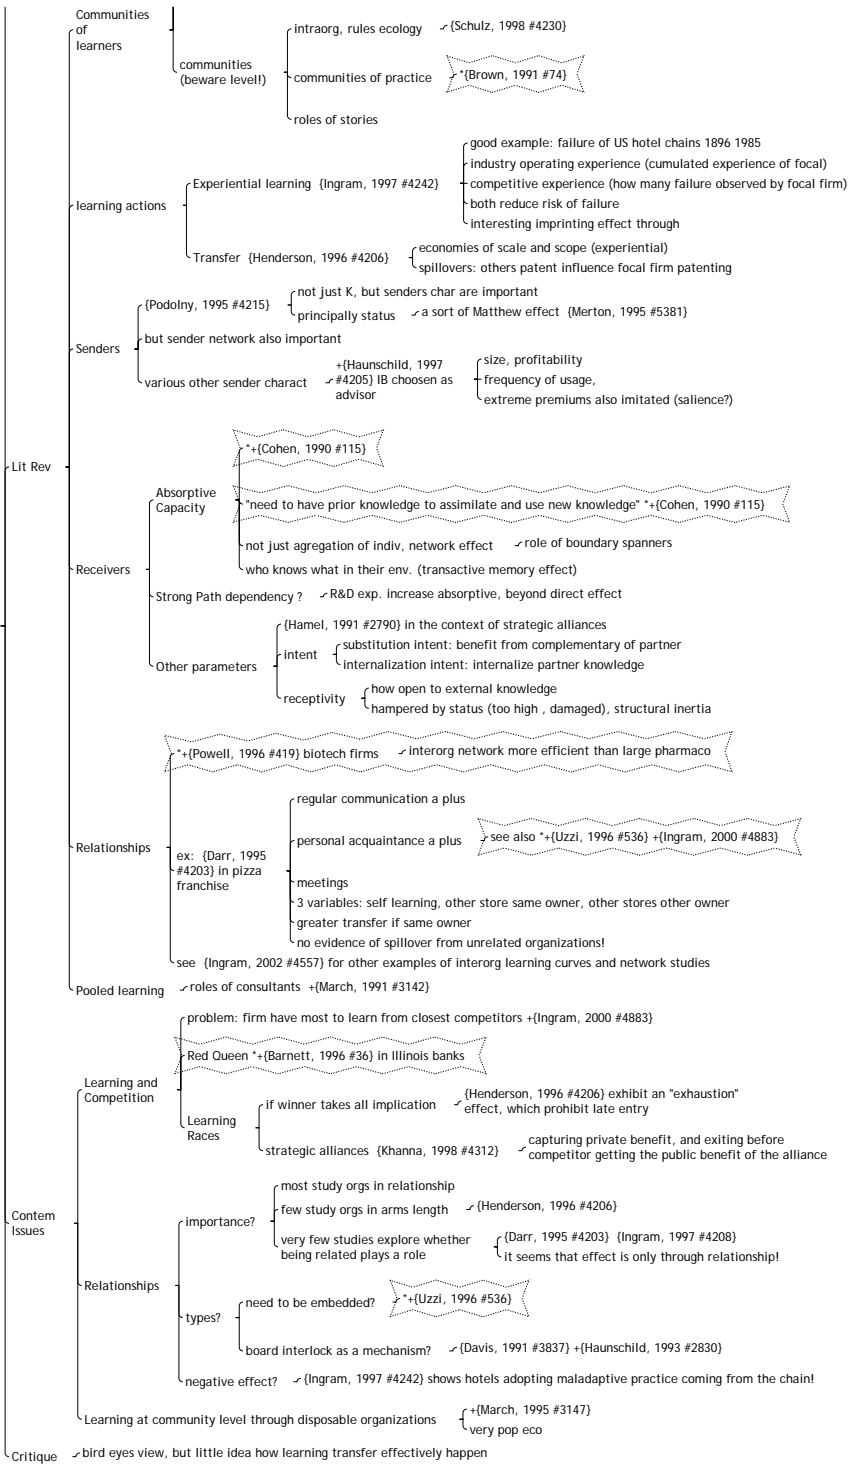 Communities
of
learners
communities
(beware level!)
intraorg, rules ecology
{Schulz, 1998 #4230}
communities of practice
*{Brown, 1991 #74}
roles of stories
learning actions
Experiential learning {Ingram, 1997 #4242}
good example: failure of US hotel chains 1896 1985
industry operating experience (cumulated experience of focal)
competitive experience (how many failure observed by focal firm)
both reduce risk of failure
interesting imprinting effect through
Transfer {Henderson, 1996 #4206}
economies of scale and scope (experiential)
spillovers: others patent influence focal firm patenting
Senders
{Podolny, 1995 #4215}
not just K, but senders char are important
principally status
a sort of Matthew effect {Merton, 1995 #5381}
but sender network also important
various other sender charact
+{Haunschild, 1997
#4205} IB choosen as
advisor
size, profitability
frequency of usage,
extreme premiums also imitated (salience?)
Lit Rev
Receivers
Absorptive
Capacity
*+{Cohen, 1990 #115}
"need to have prior knowledge to assimilate and use new knowledge" *+{Cohen, 1990 #115}
not just agregation of indiv, network effect
role of boundary spanners
who knows what in their env. (transactive memory effect)
Strong Path dependency ?
R&D exp. increase absorptive, beyond direct effect
Other parameters
{Hamel, 1991 #2790} in the context of strategic alliances
intent
substitution intent: benefit from complementary of partner
internalization intent: internalize partner knowledge
receptivity
how open to external knowledge
hampered by status (too high , damaged), structural inertia
Relationships
*+{Powell, 1996 #419} biotech firms
interorg network more efficient than large pharmaco
ex: {Darr, 1995
#4203} in pizza
franchise
regular communication a plus
personal acquaintance a plus
see also *+{Uzzi, 1996 #536} +{Ingram, 2000 #4883}
meetings
3 variables: self learning, other store same owner, other stores other owner
greater transfer if same owner
no evidence of spillover from unrelated organizations!
see {Ingram, 2002 #4557} for other examples of interorg learning curves and network studies
Pooled learning
roles of consultants +{March, 1991 #3142}
Contem
Issues
Learning and
Competition
problem: firm have most to learn from closest competitors +{Ingram, 2000 #4883}
Red Queen *+{Barnett, 1996 #36} in Illinois banks
Learning
Races
if winner takes all implication
{Henderson, 1996 #4206} exhibit an "exhaustion"
effect, which prohibit late entry
strategic alliances {Khanna, 1998 #4312}
capturing private benefit, and exiting before
competitor getting the public benefit of the alliance
Relationships
importance?
most study orgs in relationship
few study orgs in arms length
{Henderson, 1996 #4206}
very few studies explore whether
being related plays a role
{Darr, 1995 #4203} {Ingram, 1997 #4208}
it seems that effect is only through relationship!
types?
need to be embedded?
*+{Uzzi, 1996 #536}
board interlock as a mechanism?
{Davis, 1991 #3837} +{Haunschild, 1993 #2830}
negative effect?
{Ingram, 1997 #4242} shows hotels adopting maladaptive practice coming from the chain!
Learning at community level through disposable organizations
+{March, 1995 #3147}
very pop eco
Critique
bird eyes view, but little idea how learning transfer effectively happen